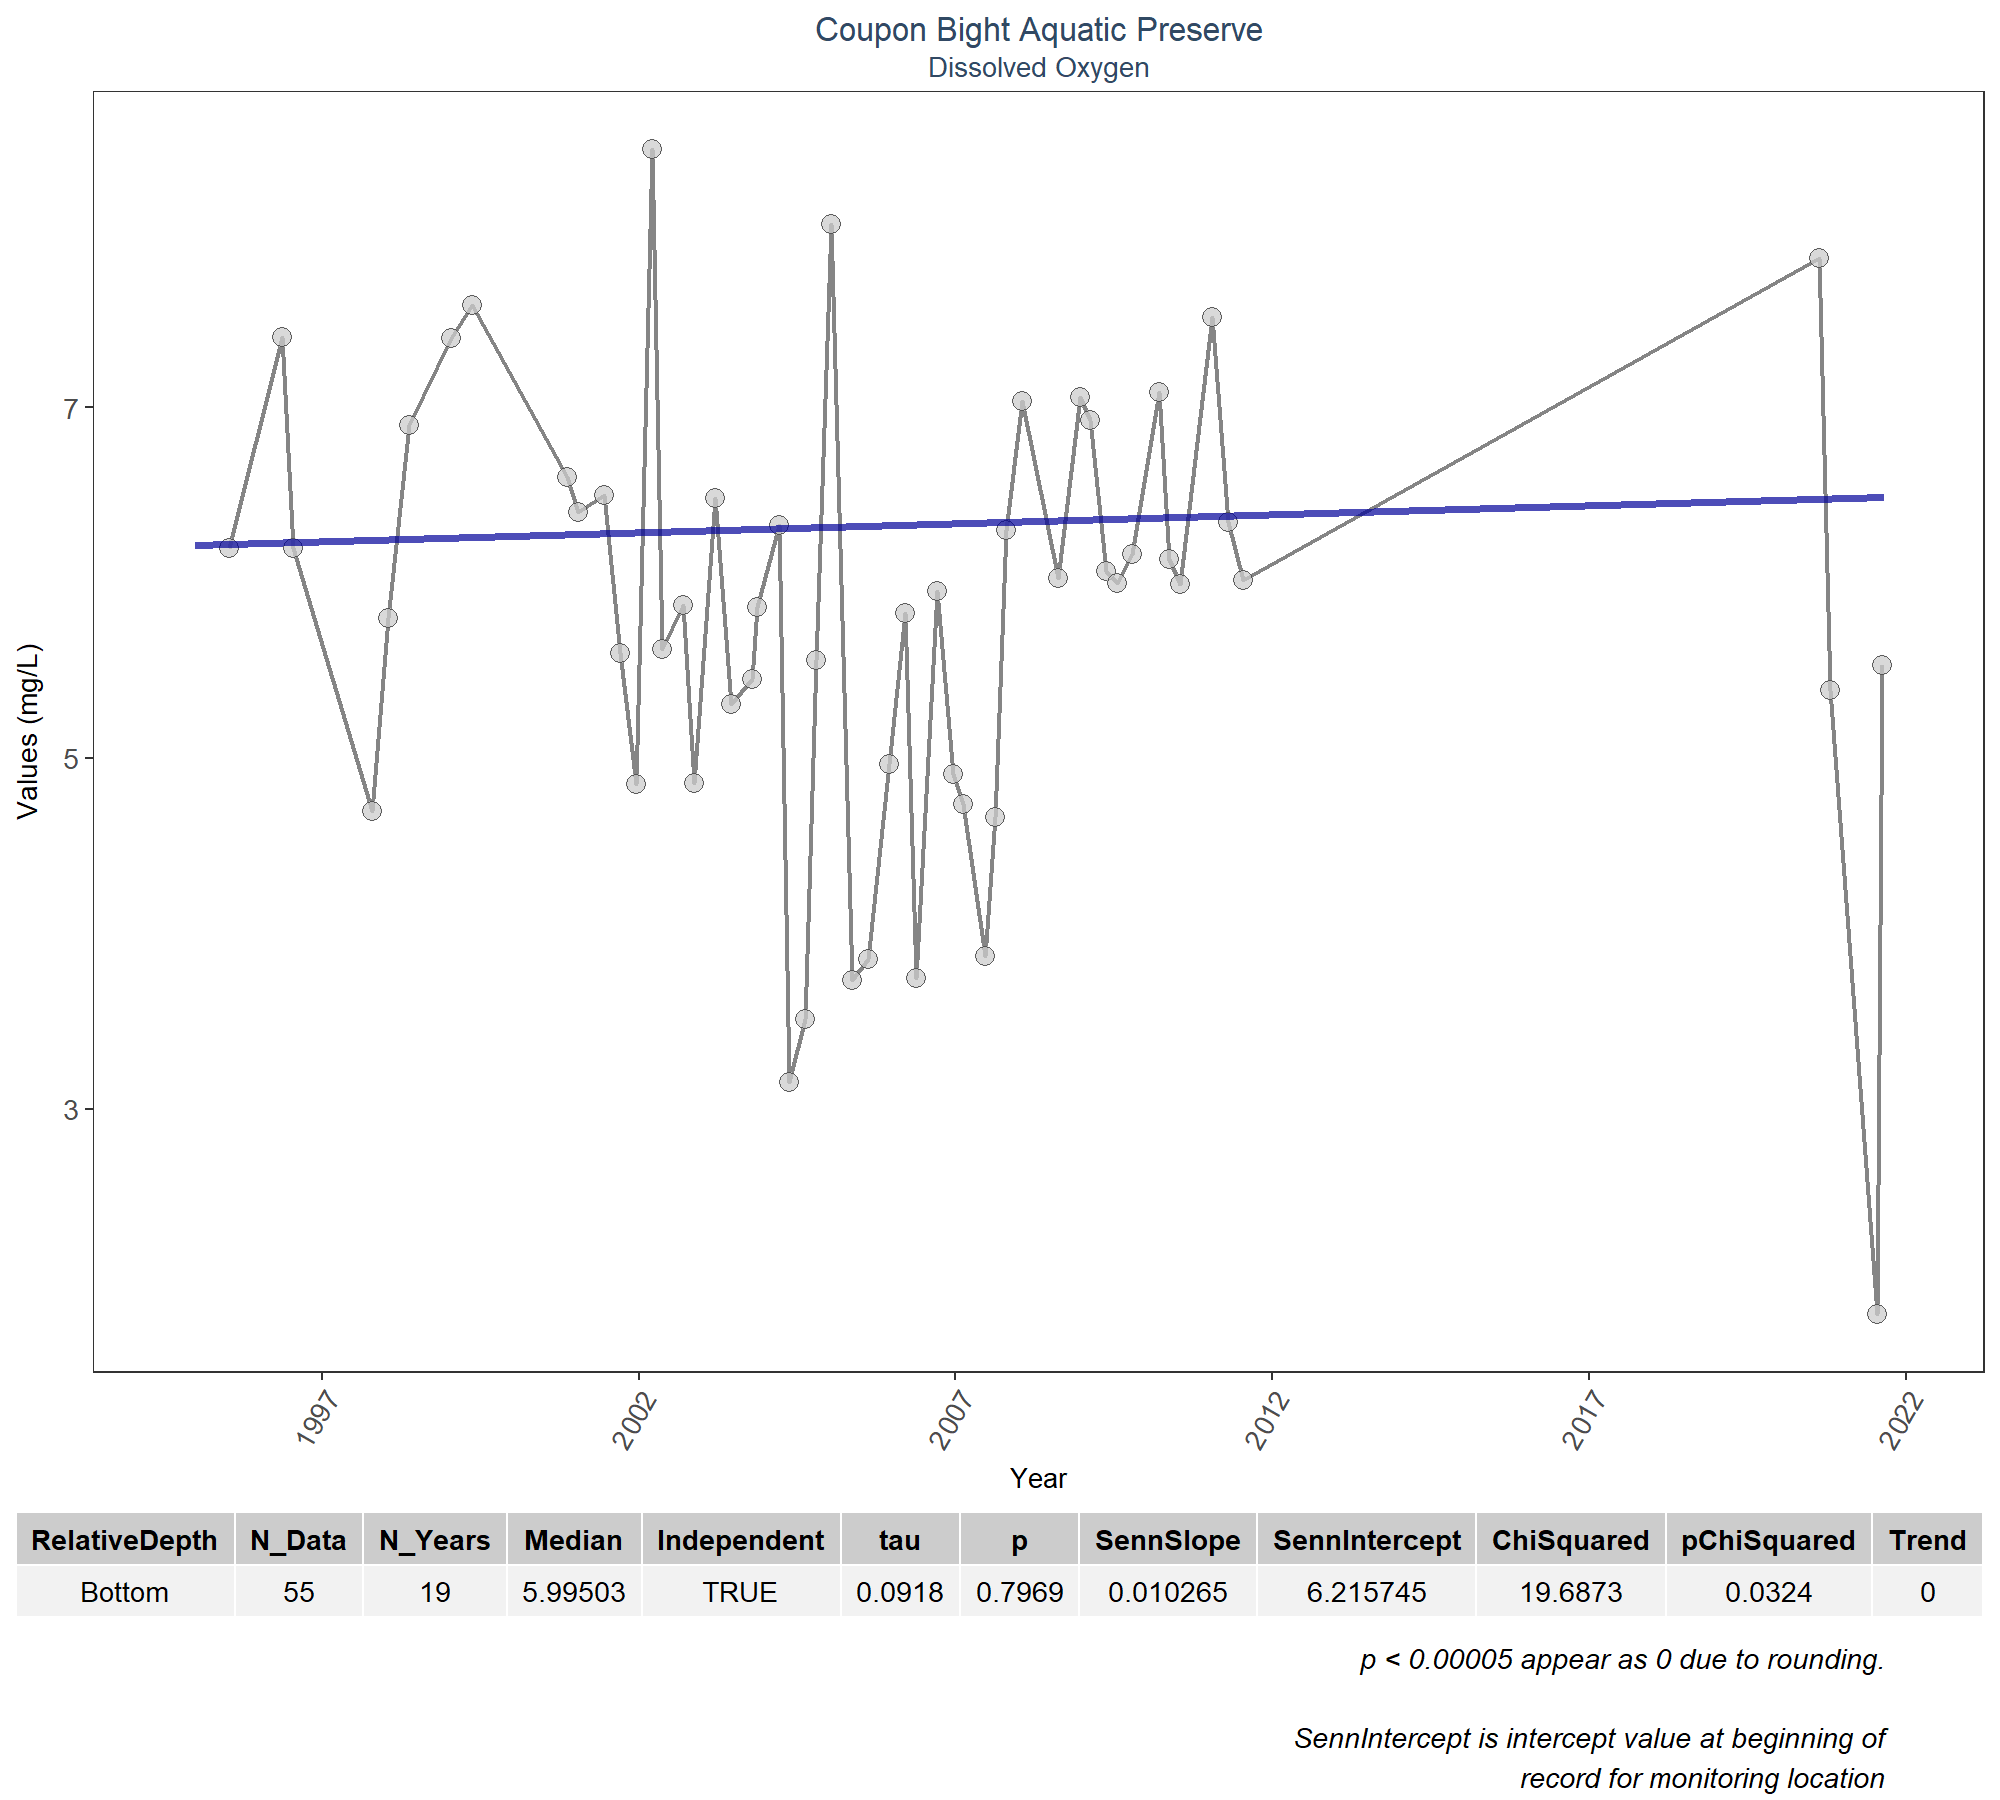 Coupon Bight Aquatic Preserve
Dissolved Oxygen
Values (mg/L)
7
5
3
1997
2002
2007
2012
2017
2022
Year
RelativeDepth N_Data N_Years Median Independent tau p SennSlope SennIntercept ChiSquared pChiSquared Trend
Bottom 55 19 5.99503 TRUE 0.0918 0.7969 0.010265 6.215745 19.6873 0.0324 0
p < 0.00005 appear as 0 due to rounding.
SennIntercept is intercept value at beginning of
record for monitoring location